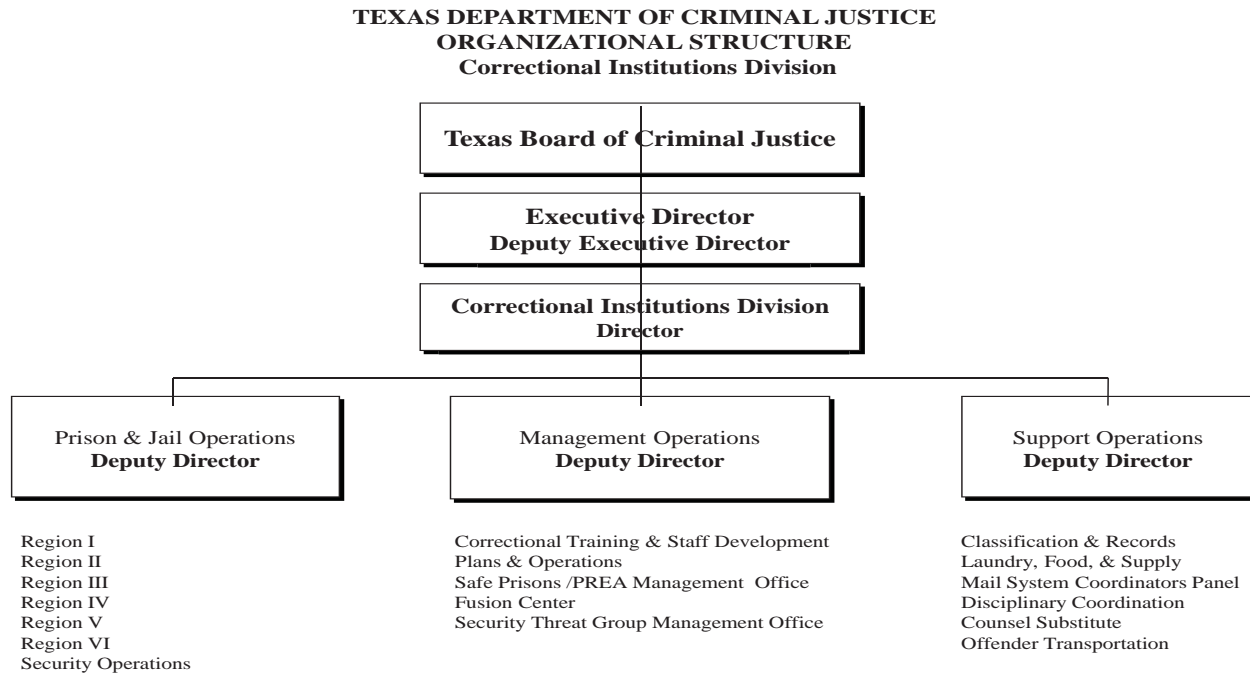 TEXAS DEPARTMENT OF CRIMINAL JUSTICE
ORGANIZATIONAL STRUCTURE
Correctional Institutions Division
Texas Board of Criminal Justice
Executive Director
Deputy Executive Director
Correctional Institutions Division
Director
Prison & Jail Operations
Deputy Director
Management Operations
Deputy Director
Support Operations
Deputy Director
Region I
Region II
Region III
Region IV
Region V
Region VI
Security Operations
Correctional Training & Staff Development
Plans & Operations
Safe Prisons /PREA Management Office
Fusion Center
Security Threat Group Management Office
Classification & Records
Laundry, Food, & Supply
Mail System Coordinators Panel
Disciplinary Coordination
Counsel Substitute
Offender Transportation